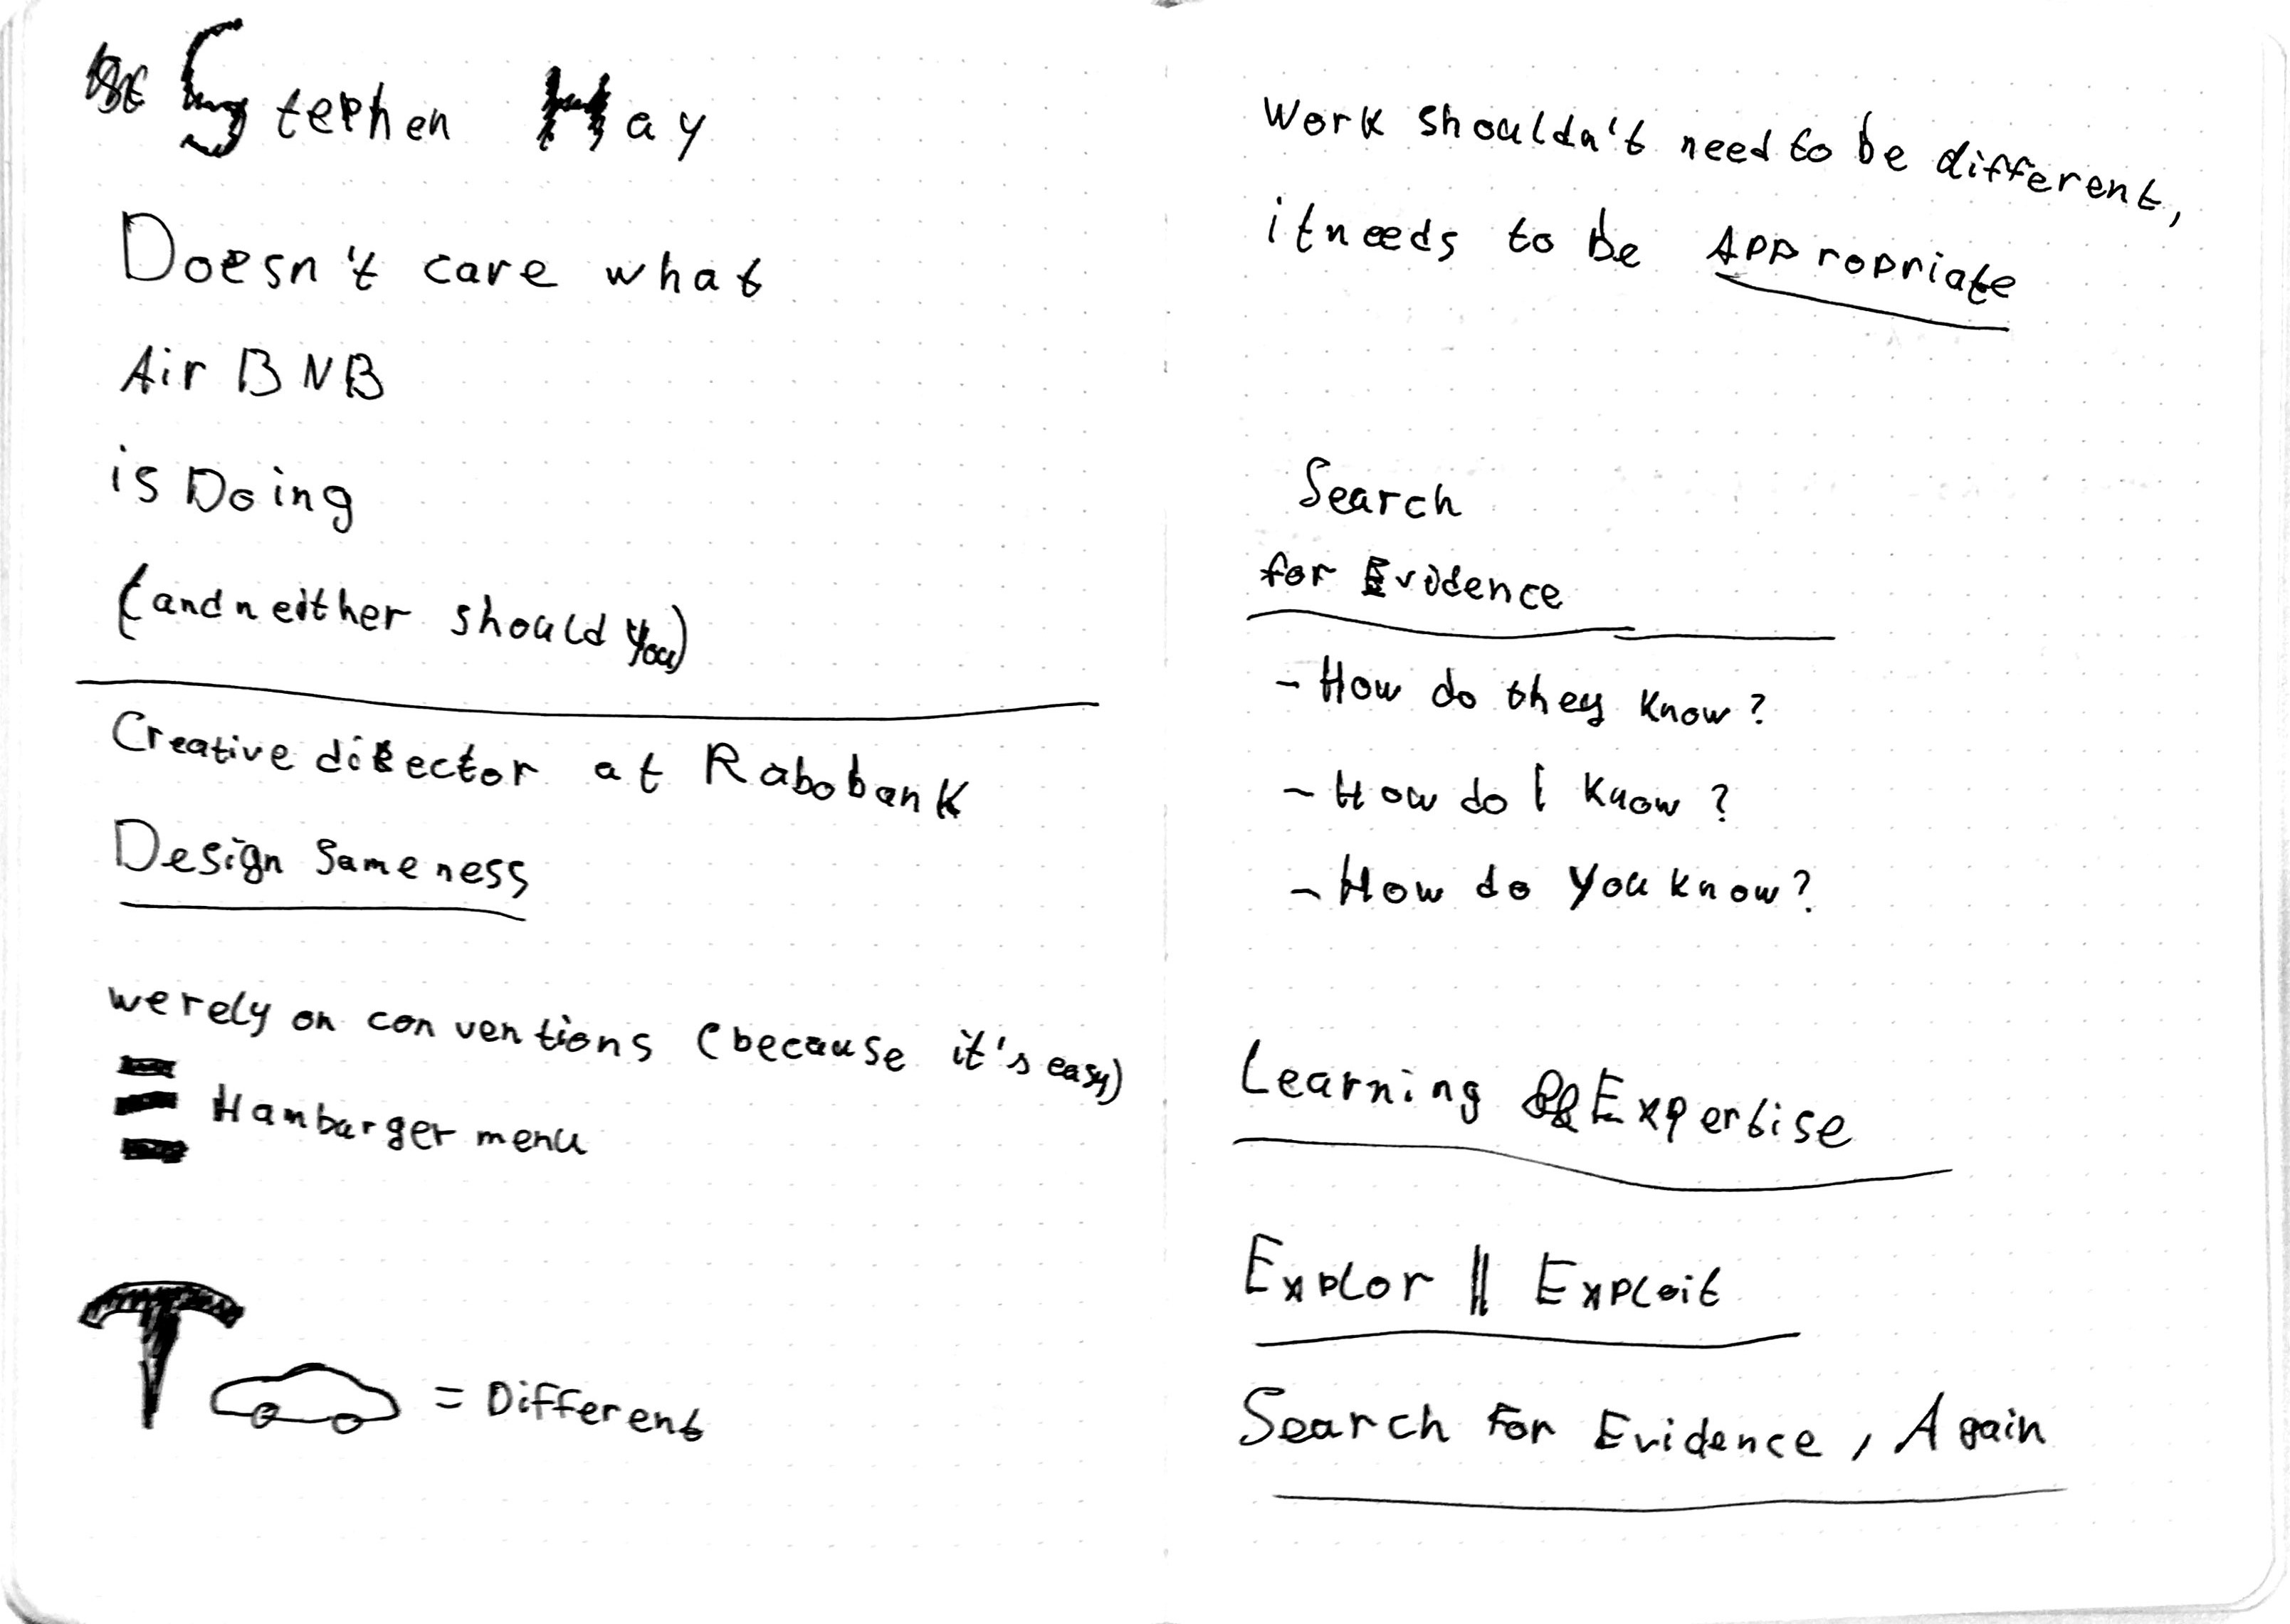 Stephen Hay
Doesn't care what
Air BNB
is Doing
(and neither should you)
Creative director at Rabobank
Design Sameness
we rely on conventions (because it's easy)
Hamburger menu
= Different
Work shouldn't need to be different,
it needs to be Appropriate
Search
for Evidence
- How do they know?
- How do I know?
- How do you know?
Learning & Expertise
Explor || Exploit
Search For Evidence, Again